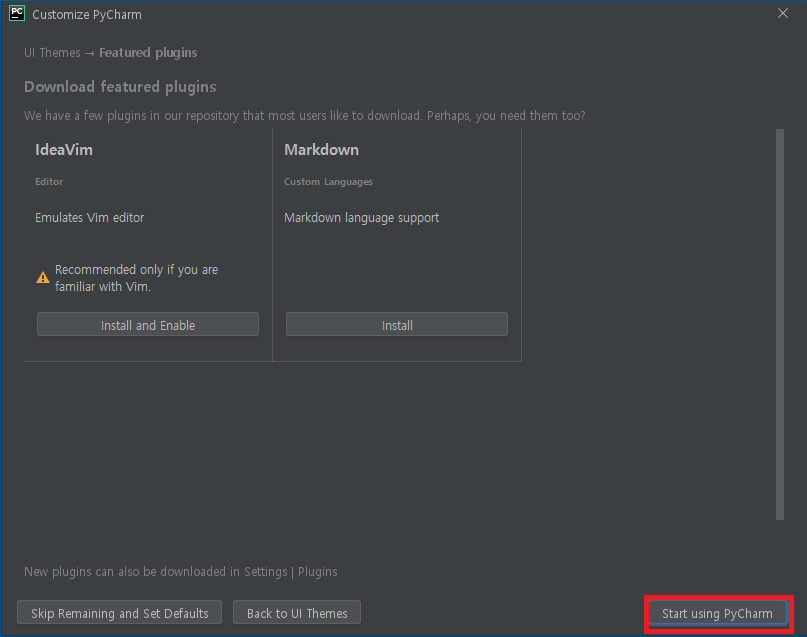 PC Customize PyCharm
UI Themes → Featured plugins
Download featured plugins
We have a few plugins in our repository that most users like to download. Perhaps, you need them too?
IdeaVim
Editor
Emulates Vim editor
Recommended only if you are
familiar with Vim.
Install and Enable
Markdown
Custom Languages
Markdown language support
Install
New plugins can also be downloaded in Settings | Plugins
Skip Remaining and Set Defaults
Back to UI Themes
Start using PyCharm